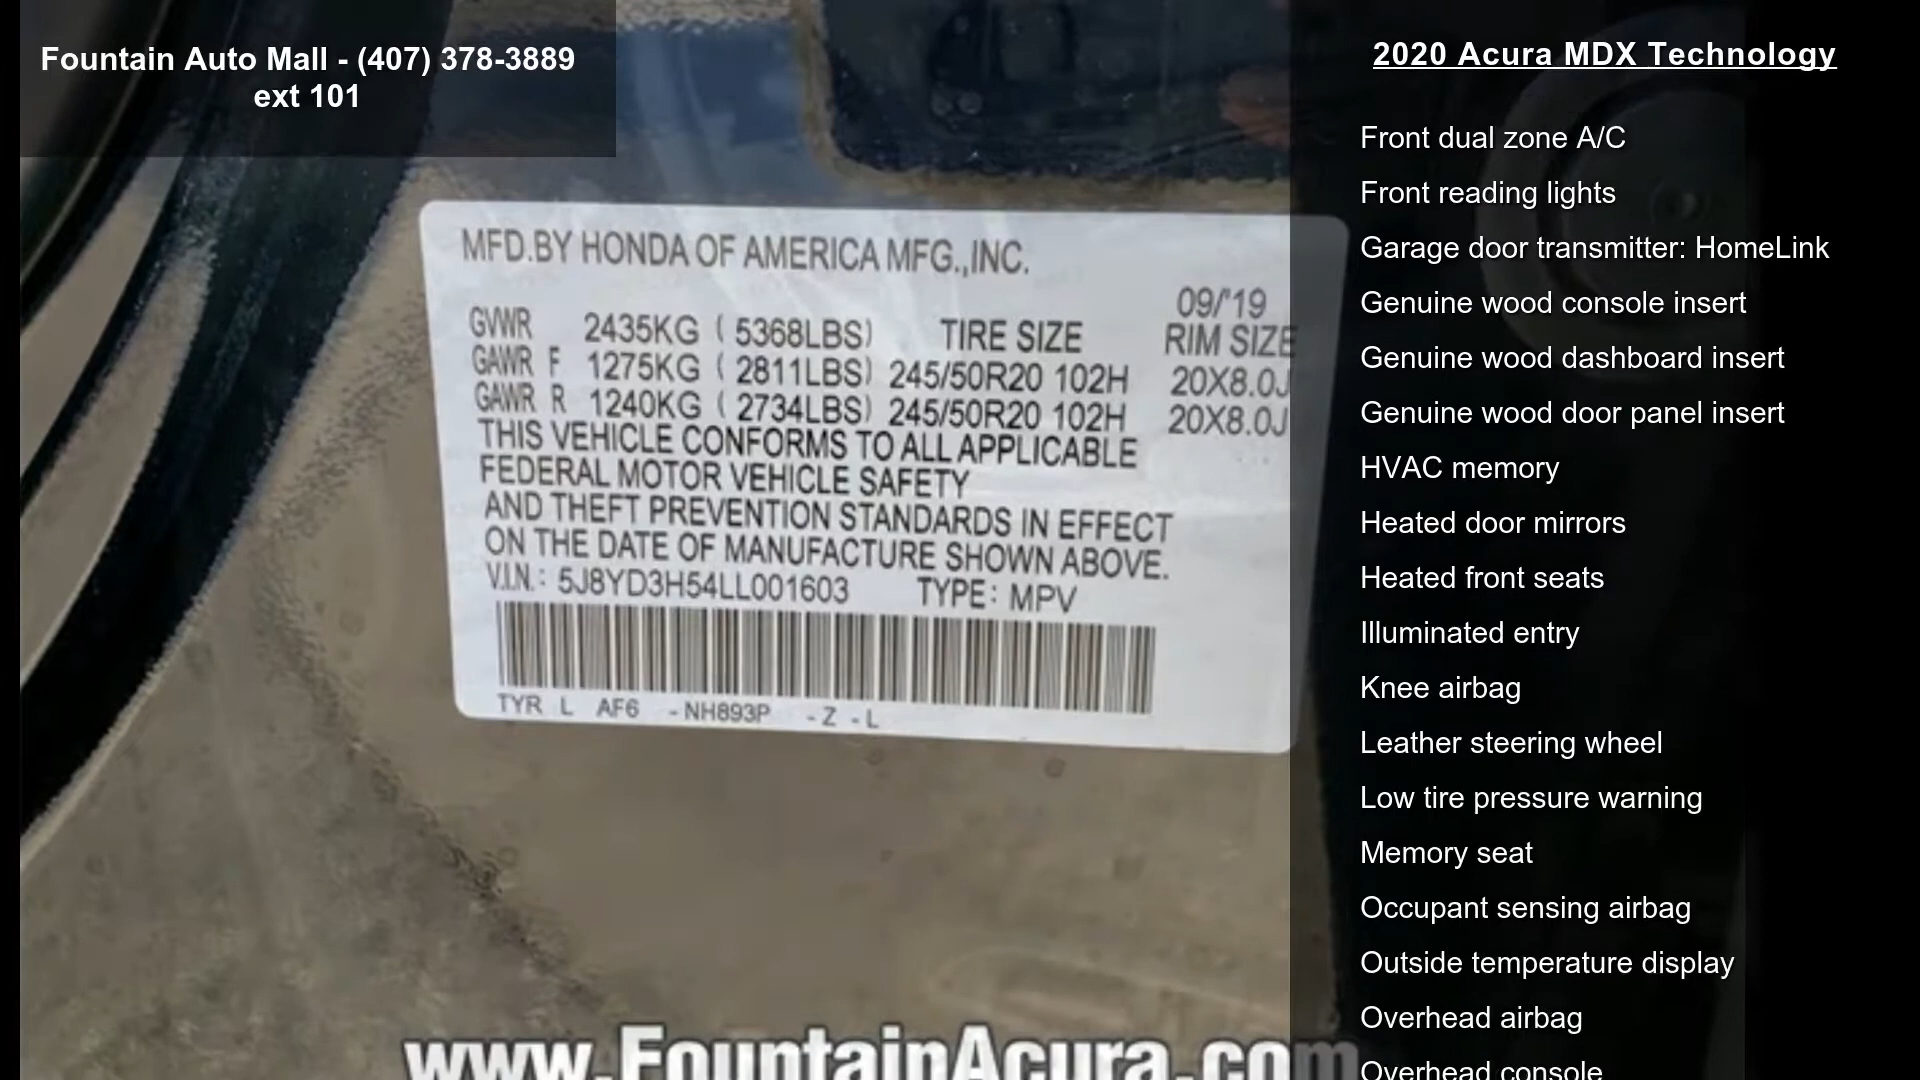 Fountain Auto Mall - (407) 378-3889
ext 101
2020 Acura MDX Technology
MFD.BY HONDA OF AMERICA MFG.,INC.
09/'19
GVWR 2435KG ( 5368LBS) TIRE SIZE RIM SIZE
GAWR F 1275KG ( 2811LBS) 245/50R20 102H 20X8.0J
GAWR R 1240KG ( 2734LBS) 245/50R20 102H 20X8.0J
THIS VEHICLE CONFORMS TO ALL APPLICABLE
FEDERAL MOTOR VEHICLE SAFETY
AND THEFT PREVENTION STANDARDS IN EFFECT
ON THE DATE OF MANUFACTURE SHOWN ABOVE.
V.I.N.: 5J8YD3H54LL001603 TYPE: MPV
TYR L AF6 -NH893P -Z -L
www.FountainAcura.com
Front dual zone A/C
Front reading lights
Garage door transmitter: HomeLink
Genuine wood console insert
Genuine wood dashboard insert
Genuine wood door panel insert
HVAC memory
Heated door mirrors
Heated front seats
Illuminated entry
Knee airbag
Leather steering wheel
Low tire pressure warning
Memory seat
Occupant sensing airbag
Outside temperature display
Overhead airbag
Overhead console